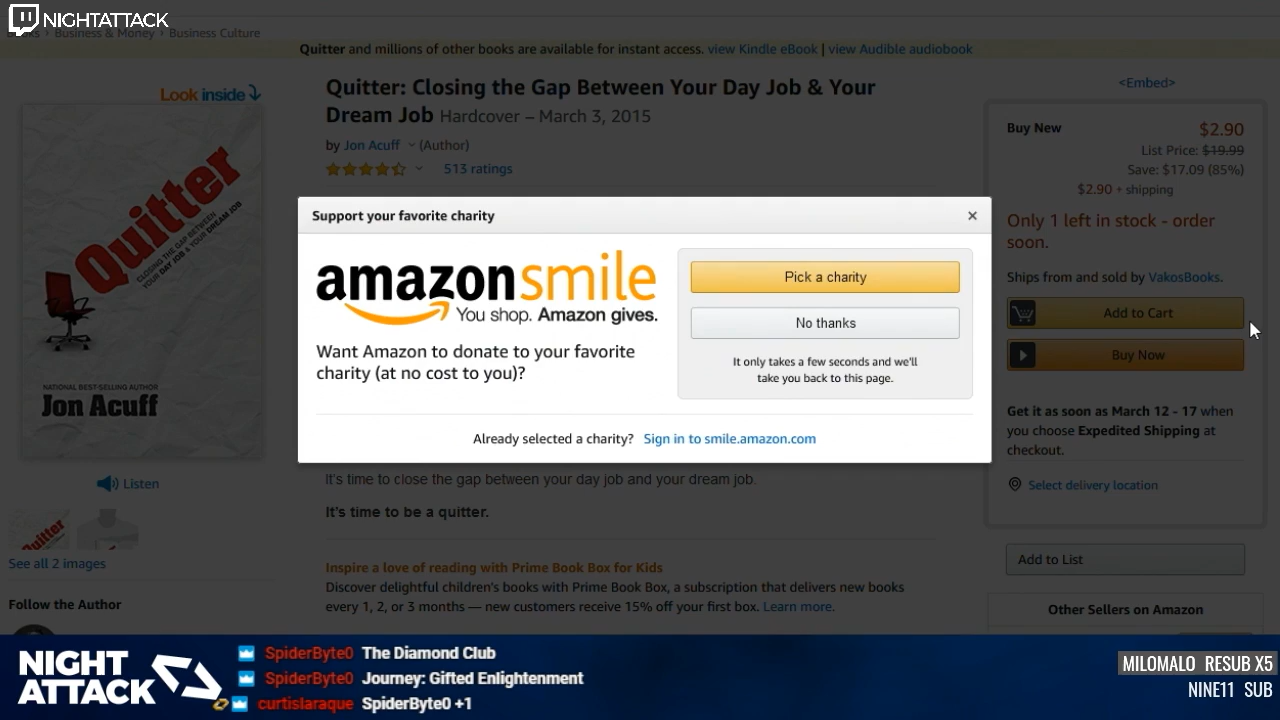 NIGHTATTACK
Business & Money › Business Culture
Quitter and millions of other books are available for instant access. view Kindle eBook | view Audible audiobook
Look inside
Quitter
CLOSING THE GAP BETWEEN
YOUR DAY JOB & YOUR
DREAM JOB
NATIONAL BEST-SELLING AUTHOR
Jon Acuff
Listen
See all 2 images
Follow the Author
Quitter: Closing the Gap Between Your Day Job & Your
Dream Job Hardcover – March 3, 2015
by Jon Acuff (Author)
513 ratings
Support your favorite charity
×
amazonsmile
You shop. Amazon gives.
Want Amazon to donate to your favorite
charity (at no cost to you)?
Pick a charity
No thanks
It only takes a few seconds and we'll
take you back to this page.
Already selected a charity? Sign in to smile.amazon.com
It's time to close the gap between your day job and your dream job.
It's time to be a quitter.
Inspire a love of reading with Prime Book Box for Kids
Discover delightful children's books with Prime Book Box, a subscription that delivers new books
every 1, 2, or 3 months — new customers receive 15% off your first box. Learn more.
<Embed>
Buy New
$2.90
List Price: $19.99
Save: $17.09 (85%)
$2.90 + shipping
Only 1 left in stock - order
soon.
Ships from and sold by VakosBooks.
Add to Cart
Buy Now
Get it as soon as March 12 - 17 when
you choose Expedited Shipping at
checkout.
Select delivery location
Add to List
Other Sellers on Amazon
NIGHT
ATTACK
SpiderByte0 The Diamond Club
SpiderByte0 Journey: Gifted Enlightenment
curtislaraque SpiderByte0 +1
MILOMALO RESUB X5
NINE11 SUB